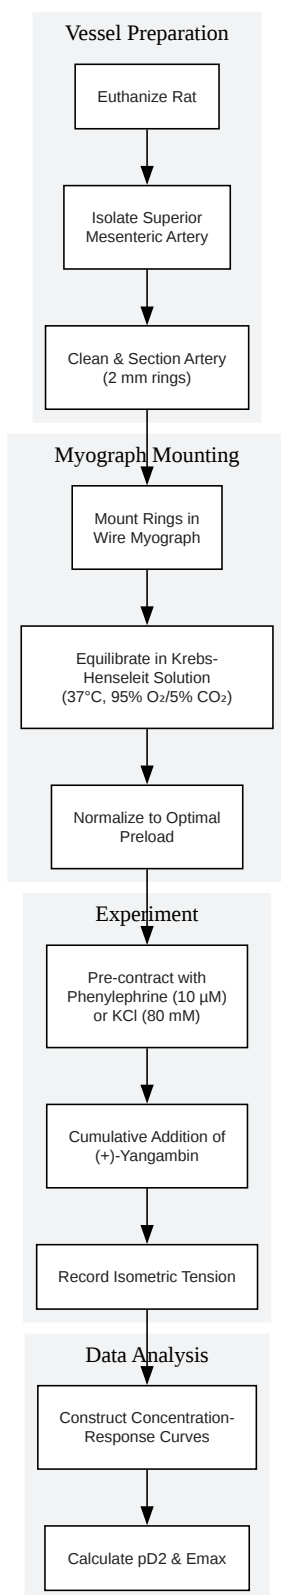 Vessel Preparation
Euthanize Rat
Isolate Superior
Mesenteric Artery
Clean & Section Artery
(2 mm rings)
Myograph Mounting
Mount Rings in
Wire Myograph
Equilibrate in Krebs-
Henseleit Solution
(37°C, 95% O₂/5% CO₂)
Normalize to Optimal
Preload
Experiment
Pre-contract with
Phenylephrine (10 µM)
or KCl (80 mM)
Cumulative Addition of
(+)-Yangambin
Record Isometric Tension
Data Analysis
Construct Concentration-
Response Curves
Calculate pD2 & Emax